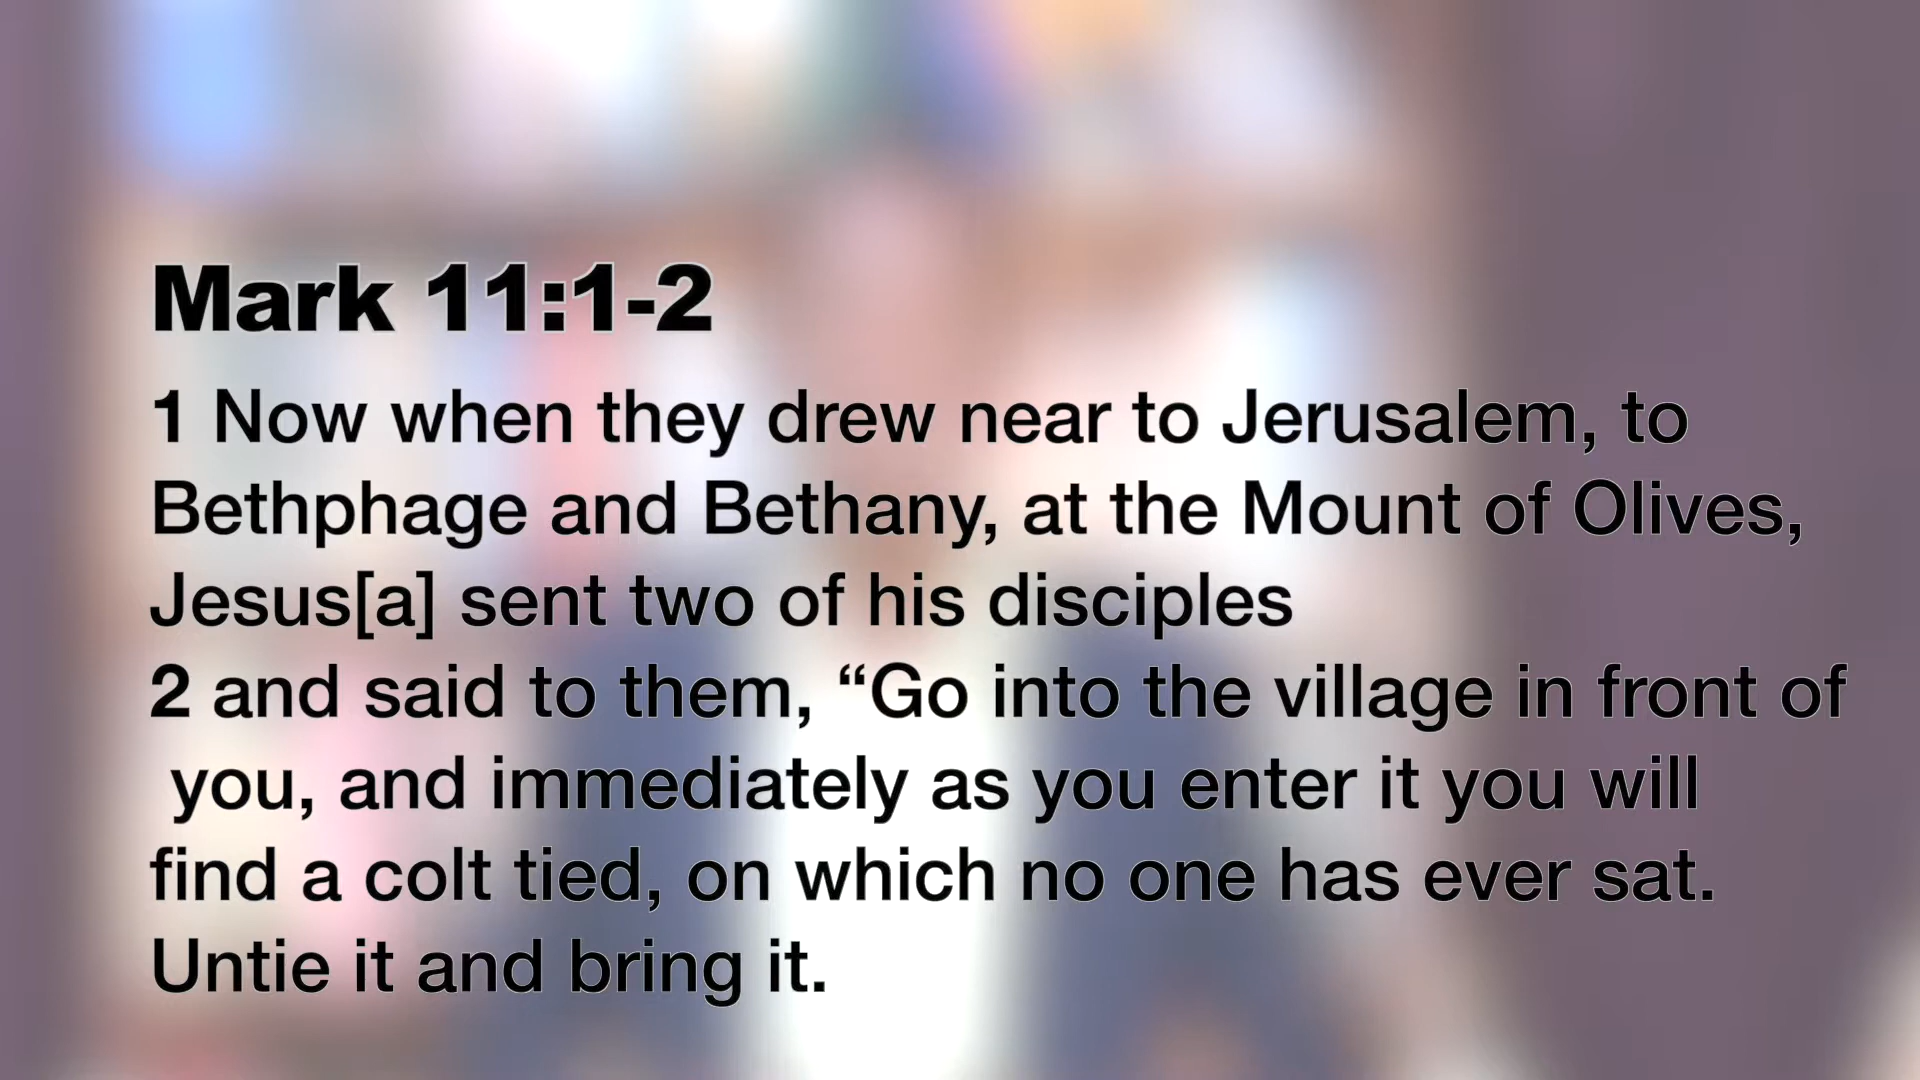 Mark 11:1-2
1 Now when they drew near to Jerusalem, to
Bethphage and Bethany, at the Mount of Olives,
Jesus[a] sent two of his disciples
2 and said to them, “Go into the village in front of
you, and immediately as you enter it you will
find a colt tied, on which no one has ever sat.
Untie it and bring it.